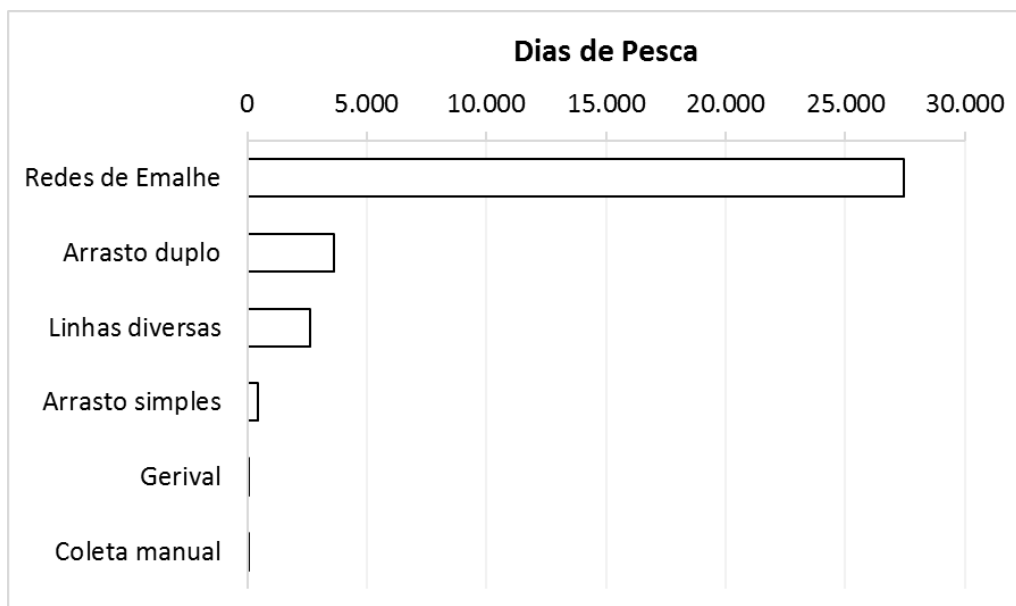 Dias de Pesca
0 5.000 10.000 15.000 20.000 25.000 30.000
Redes de Emalhe
Arrasto duplo
Linhas diversas
Arrasto simples
Gerival
Coleta manual